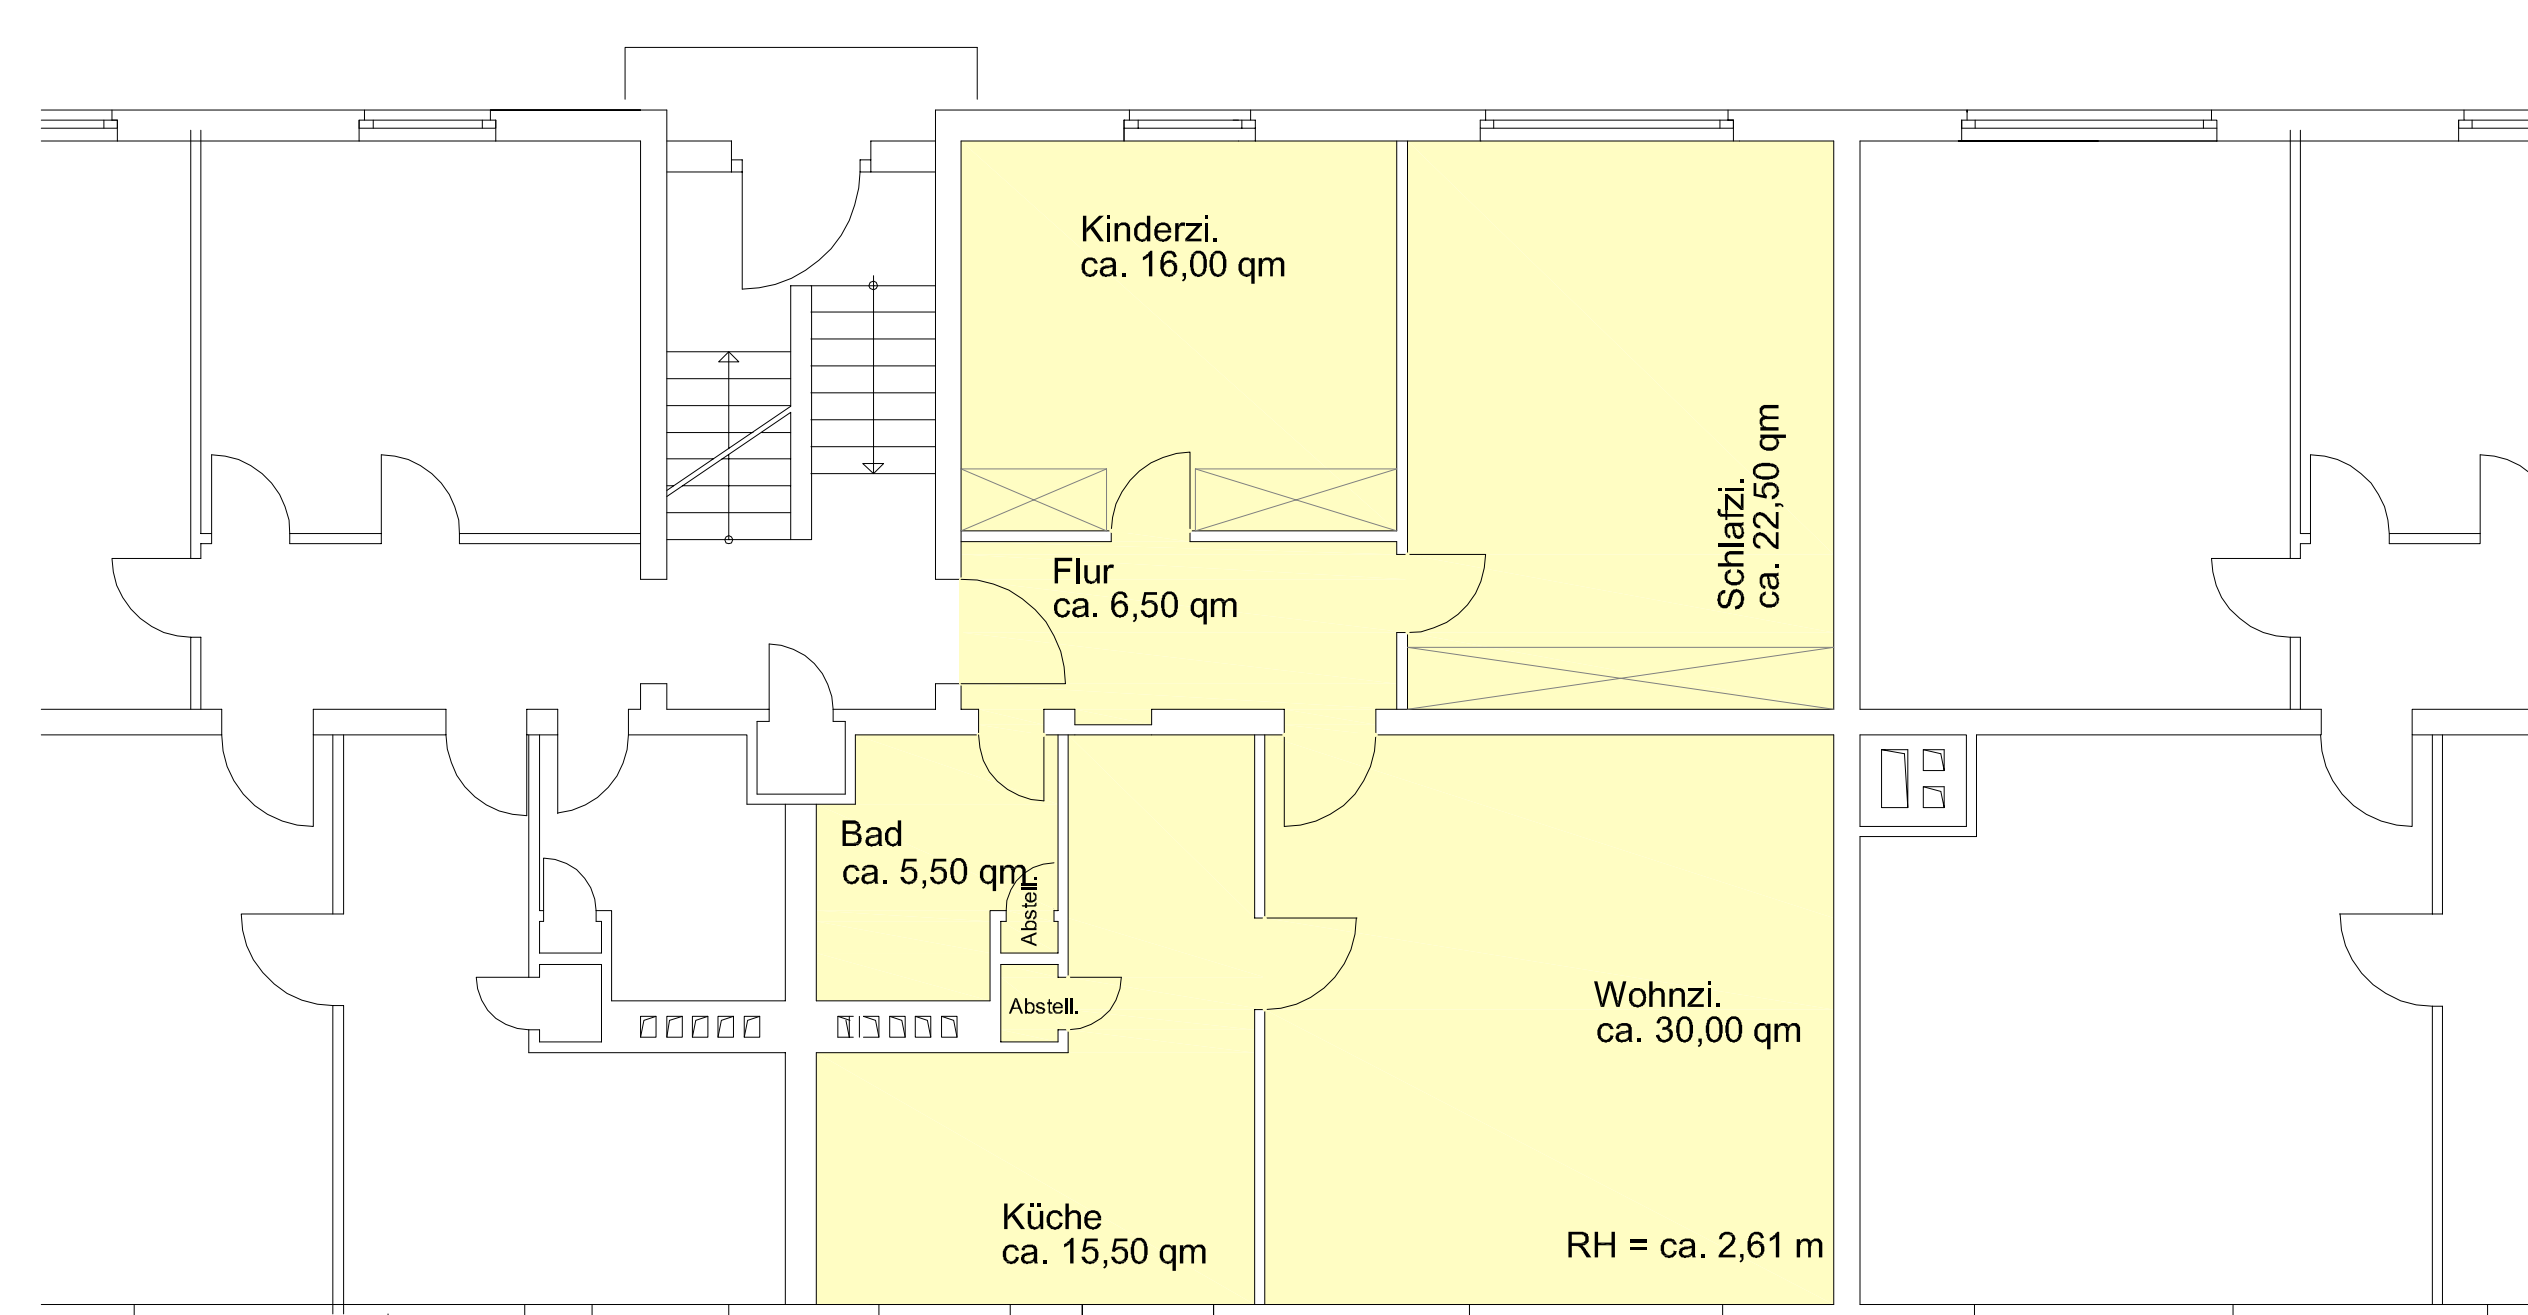 Kinderzi.
ca. 16,00 qm
Schlafzi.
ca. 22,50 qm
Flur
ca. 6,50 qm
Bad
ca. 5,50 qm
Abstell.
Abstell.
Wohnzi.
ca. 30,00 qm
Küche
ca. 15,50 qm
RH = ca. 2,61 m